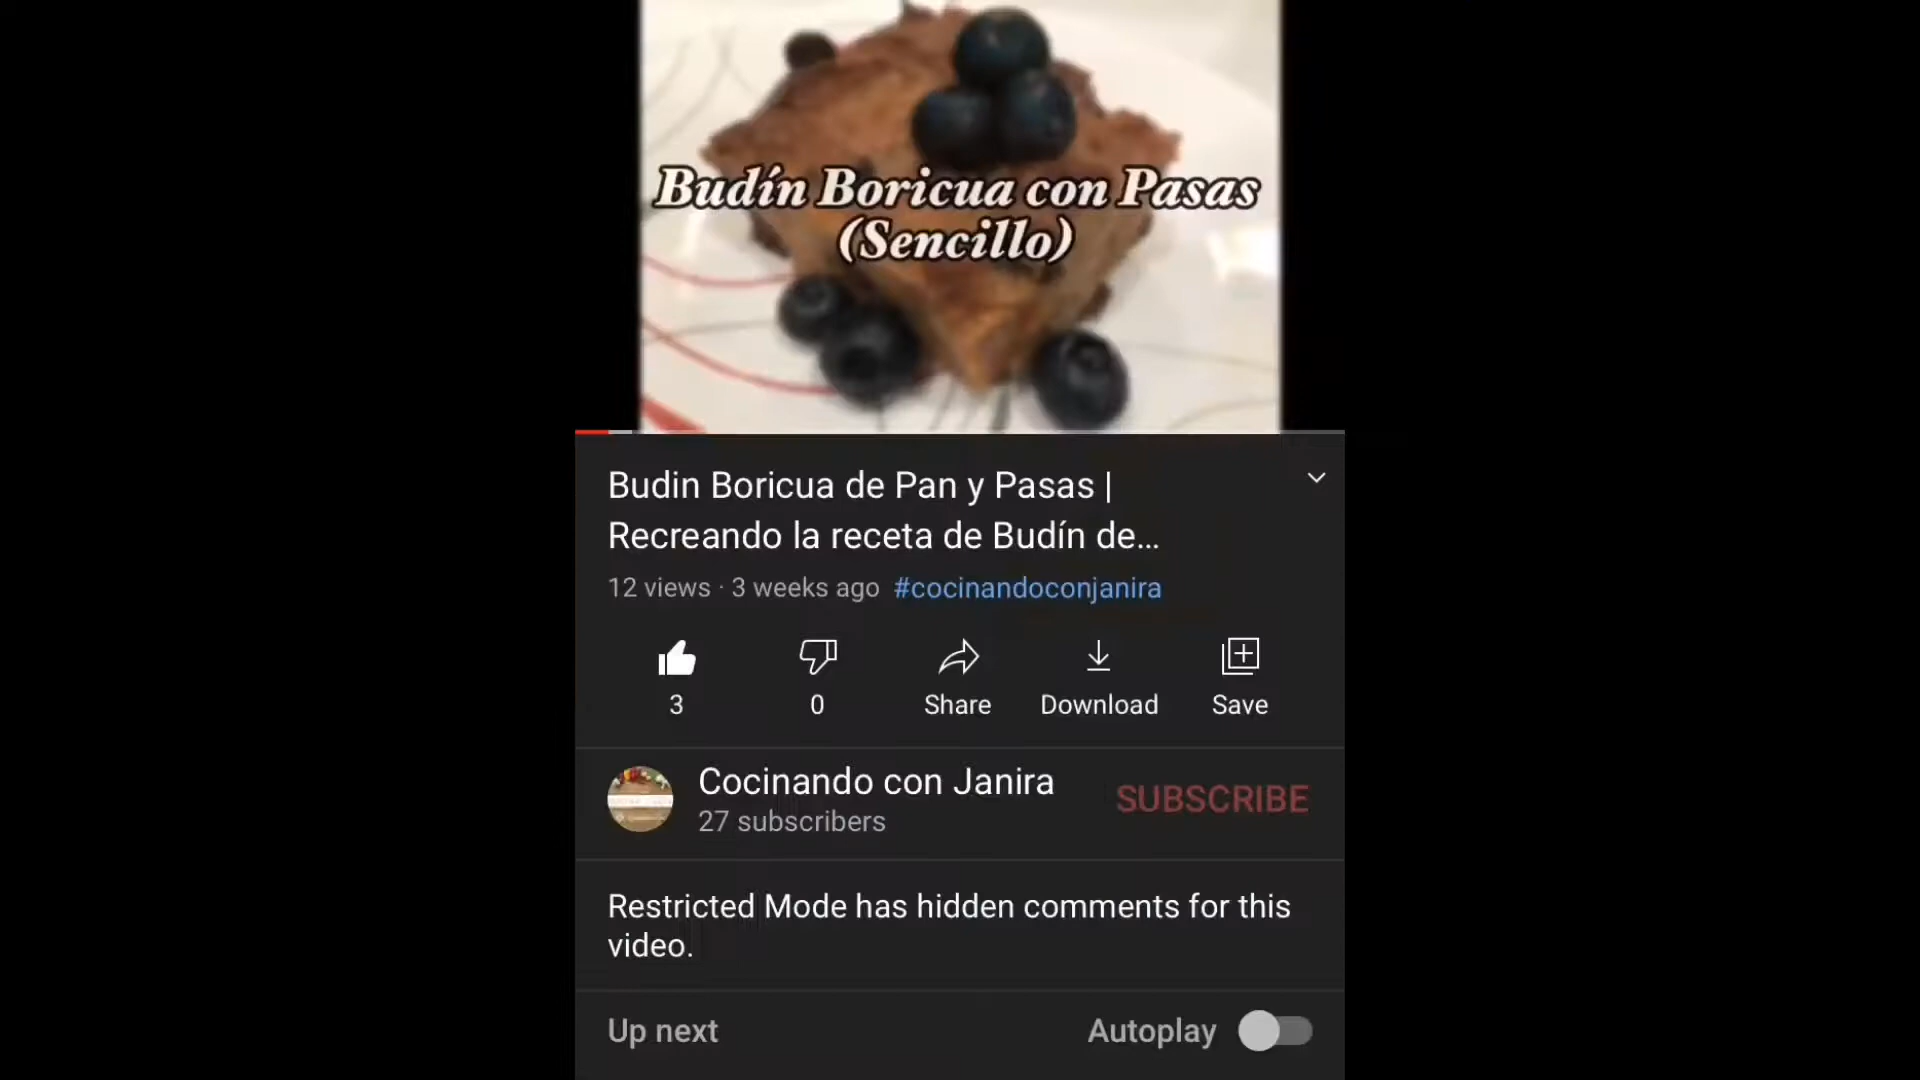 Budín Boricua con Pasas
(Sencillo)
Budin Boricua de Pan y Pasas |
Recreando la receta de Budín de...
12 views · 3 weeks ago #cocinandoconjanira
3 0 Share Download Save
Cocinando con Janira
SUBSCRIBE
27 subscribers
Restricted Mode has hidden comments for this
video.
Up next Autoplay